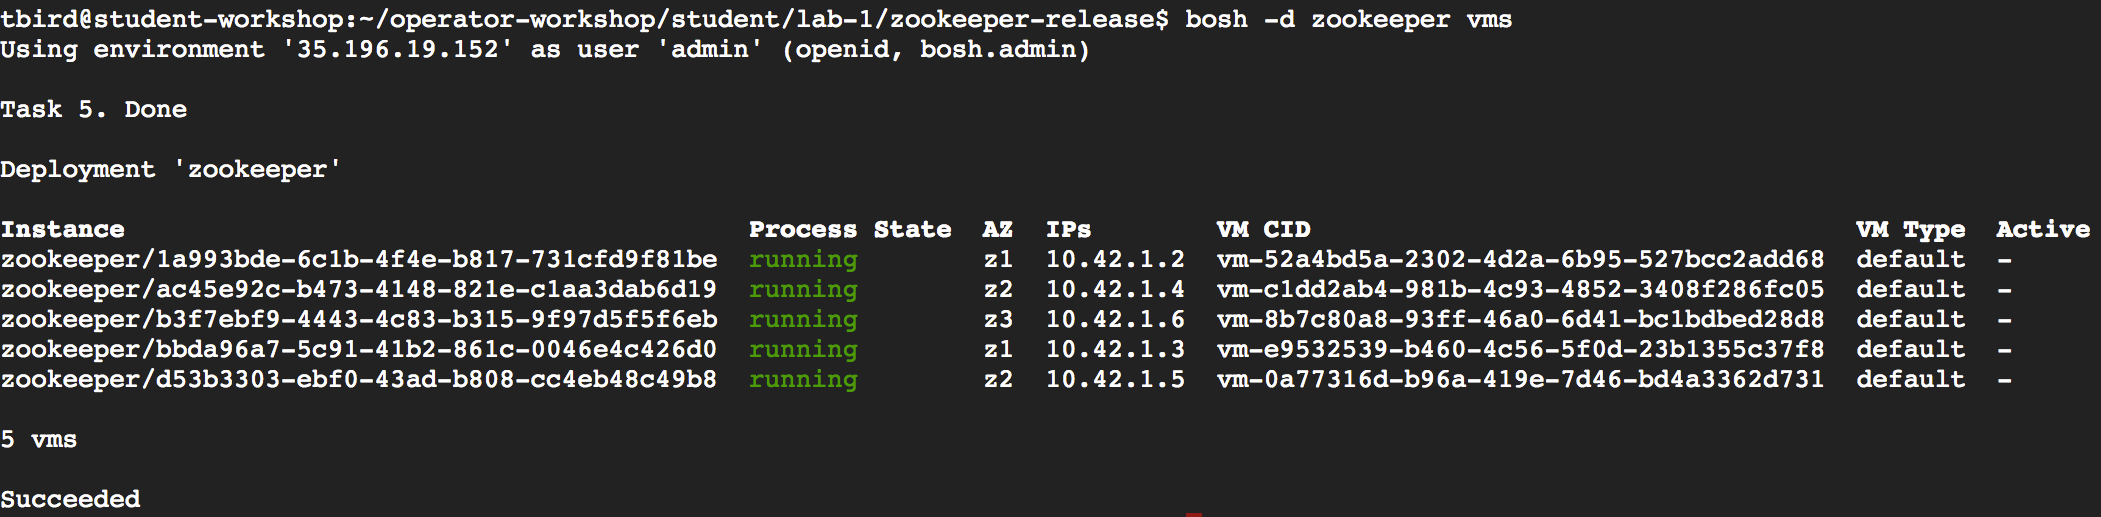 tbird@student-workshop:~/operator-workshop/student/lab-1/zookeeper-release$ bosh -d zookeeper vms
Using environment '35.196.19.152' as user 'admin' (openid, bosh.admin)
Task 5. Done
Deployment 'zookeeper'
Instance Process State AZ IPs VM CID VM Type Active
zookeeper/1a993bde-6c1b-4f4e-b817-731cfd9f81be running z1 10.42.1.2 vm-52a4bd5a-2302-4d2a-6b95-527bcc2add68 default -
zookeeper/ac45e92c-b473-4148-821e-c1aa3dab6d19 running z2 10.42.1.4 vm-c1dd2ab4-981b-4c93-4852-3408f286fc05 default -
zookeeper/b3f7ebf9-4443-4c83-b315-9f97d5f5f6eb running z3 10.42.1.6 vm-8b7c80a8-93ff-46a0-6d41-bc1bdbed28d8 default -
zookeeper/bbda96a7-5c91-41b2-861c-0046e4c426d0 running z1 10.42.1.3 vm-e9532539-b460-4c56-5f0d-23b1355c37f8 default -
zookeeper/d53b3303-ebf0-43ad-b808-cc4eb48c49b8 running z2 10.42.1.5 vm-0a77316d-b96a-419e-7d46-bd4a3362d731 default -
5 vms
Succeeded